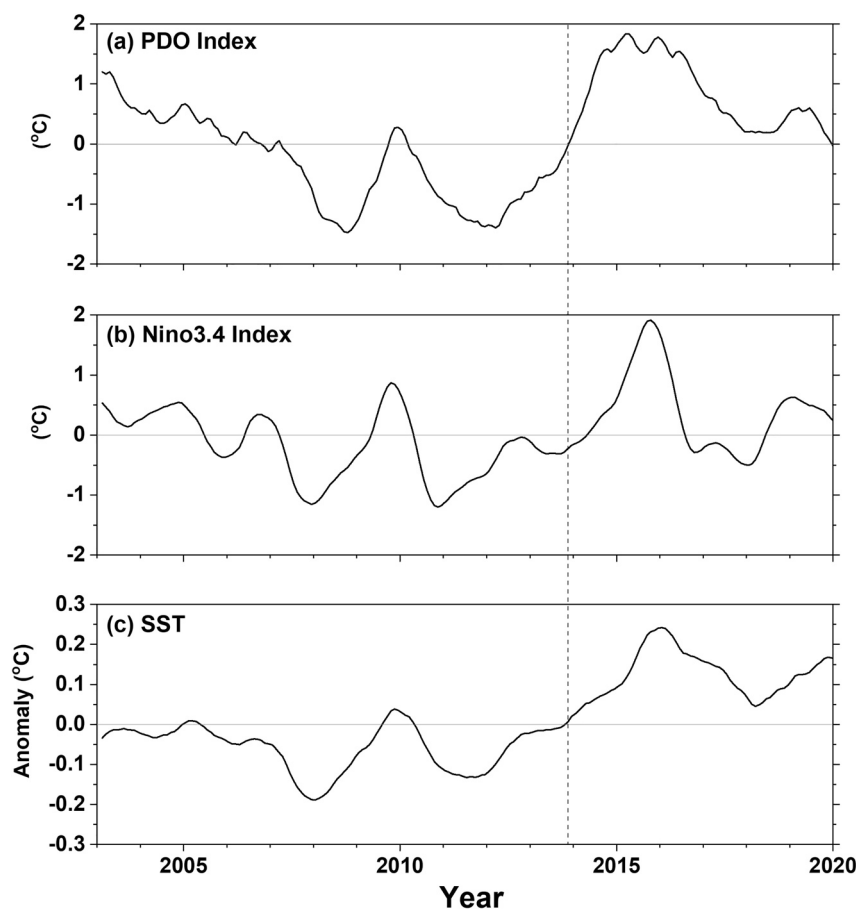 (a) PDO Index
2
1
0
-1
-2
(°C)
(b) Nino3.4 Index
2
1
0
-1
-2
(°C)
(c) SST
0.3
0.2
0.1
0.0
-0.1
-0.2
-0.3
Anomaly (°C)
2005 2010 2015 2020
Year